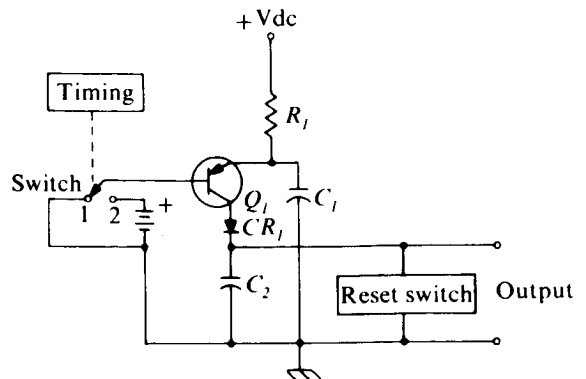 +Vdc
Timing
R1
Switch
1 2 +
Q1
C1
CR1
C2
Reset switch
Output